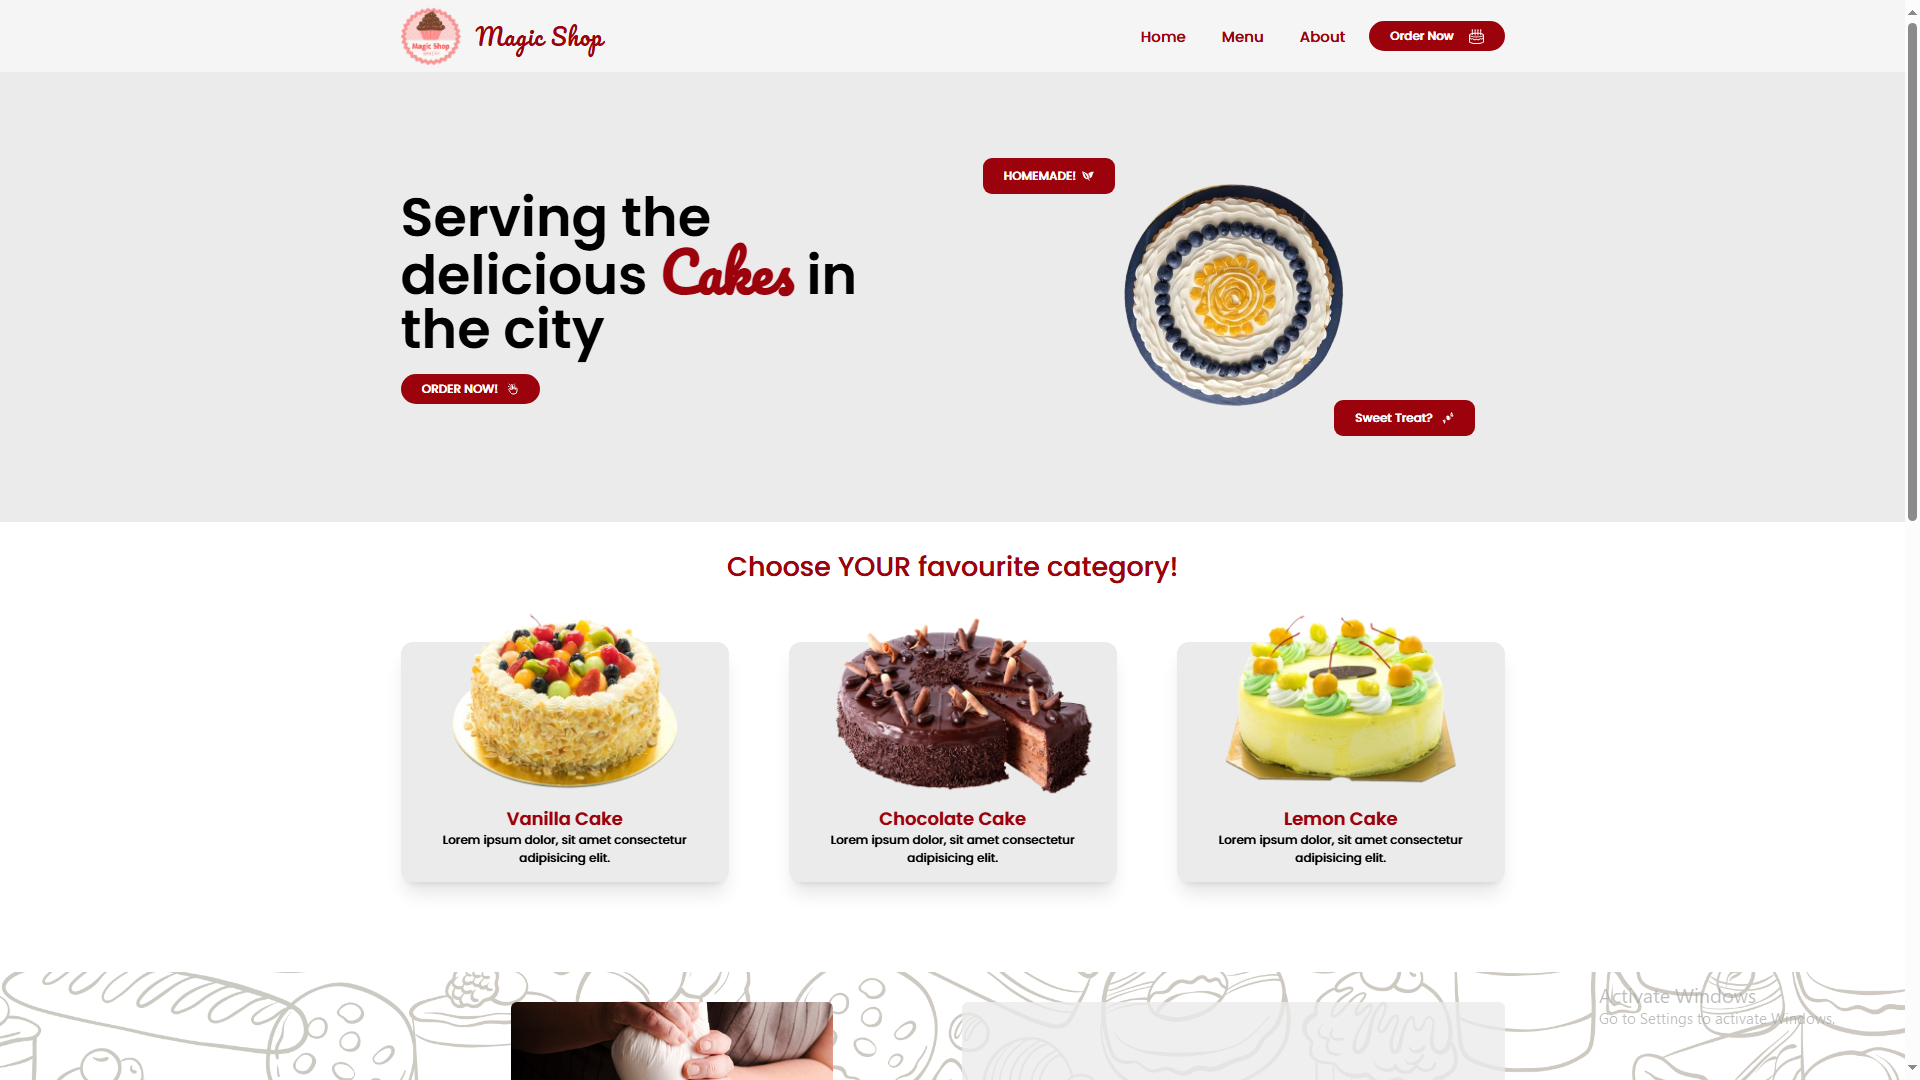 Magic Shop
Magic Shop
Home
Menu
About
Order Now
HOMEMADE!
Serving the
delicious Cakes in
the city
ORDER NOW!
Sweet Treat?
Choose YOUR favourite category!
Vanilla Cake
Lorem ipsum dolor, sit amet consectetur
adipisicing elit.
Chocolate Cake
Lorem ipsum dolor, sit amet consectetur
adipisicing elit.
Lemon Cake
Lorem ipsum dolor, sit amet consectetur
adipisicing elit.
Activate Windows
Go to Settings to activate Windows.